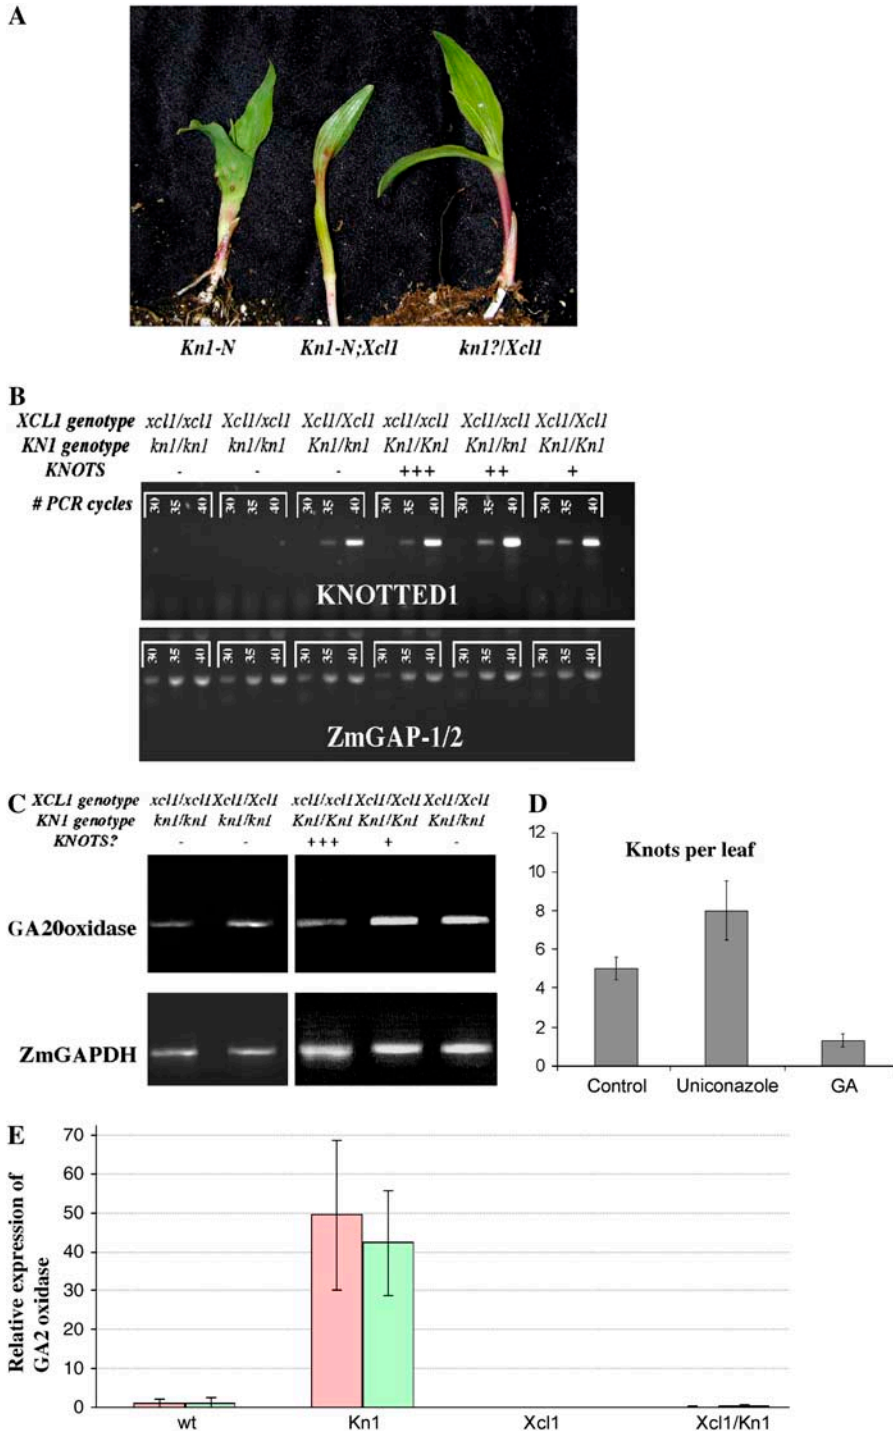 A
Kn1-N Kn1-N;Xcl1 kn1?/Xcl1
B
XCL1 genotype xcl1/xcl1 Xcl1/xcl1 Xcl1/Xcl1 xcl1/xcl1 Xcl1/xcl1 Xcl1/Xcl1
KN1 genotype kn1/kn1 kn1/kn1 Kn1/kn1 Kn1/Kn1 Kn1/kn1 Kn1/Kn1
KNOTS - - - +++ ++ +
# PCR cycles 30 35 40 30 35 40 30 35 40 30 35 40 30 35 40 30 35 40
KNOTTED1
30 35 40 30 35 40 30 35 40 30 35 40 30 35 40 30 35 40
ZmGAP-1/2
C XCL1 genotype xcl1/xcl1 Xcl1/Xcl1 xcl1/xcl1 Xcl1/Xcl1 Xcl1/Xcl1
KN1 genotype kn1/kn1 kn1/kn1 Kn1/Kn1 Kn1/Kn1 Kn1/kn1
KNOTS? - - +++ + -
GA20oxidase
ZmGAPDH
D
Knots per leaf
12
10
8
6
4
2
0
Control Uniconazole GA
E
Relative expression of
GA2 oxidase
70
60
50
40
30
20
10
0
wt Kn1 Xcl1 Xcl1/Kn1